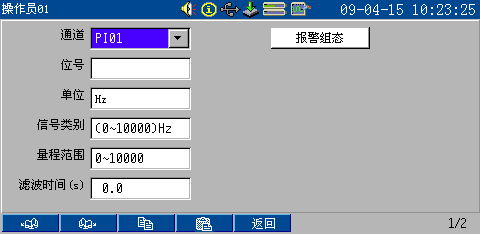 操作员01 09-04-15 10:23:25
通道 PI01 报警组态
位号
单位 Hz
信号类别 (0~10000)Hz
量程范围 0~10000
滤波时间(s) 0.0
返回 1/2